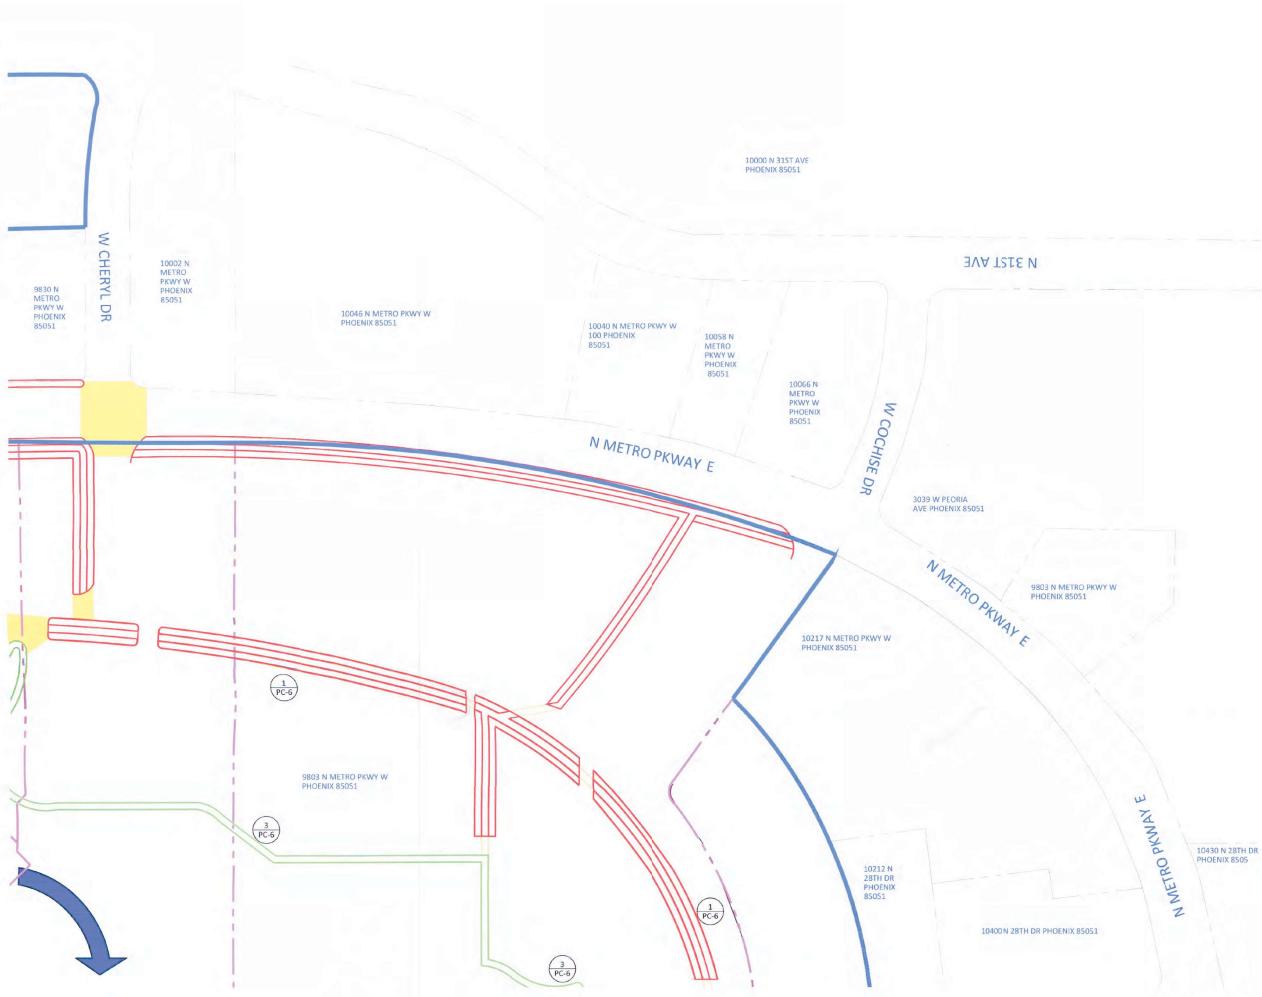 10000 N 31ST AVE
PHOENIX 85051
N 31ST AVE
W CHERYL DR
10002 N
METRO
PKWY W
PHOENIX
85051
9830 N
METRO
PKWY W
PHOENIX
85051
10046 N METRO PKWY W
PHOENIX 85051
10040 N METRO PKWY W
100 PHOENIX
85051
10058 N
METRO
PKWY W
PHOENIX
85051
10066 N
METRO
PKWY W
PHOENIX
85051
N METRO PKWAY E
W COCHISE DR
3039 W PEORIA
AVE PHOENIX 85051
N METRO PKWAY E
9803 N METRO PKWY W
PHOENIX 85051
10217 N METRO PKWY W
PHOENIX 85051
1
PC-6
9803 N METRO PKWY W
PHOENIX 85051
3
PC-6
N METRO PKWAY E
10430 N 28TH DR
PHOENIX 8505
10212 N
28TH DR
PHOENIX
85051
1
PC-6
10400N 28TH DR PHOENIX 85051
3
PC-6